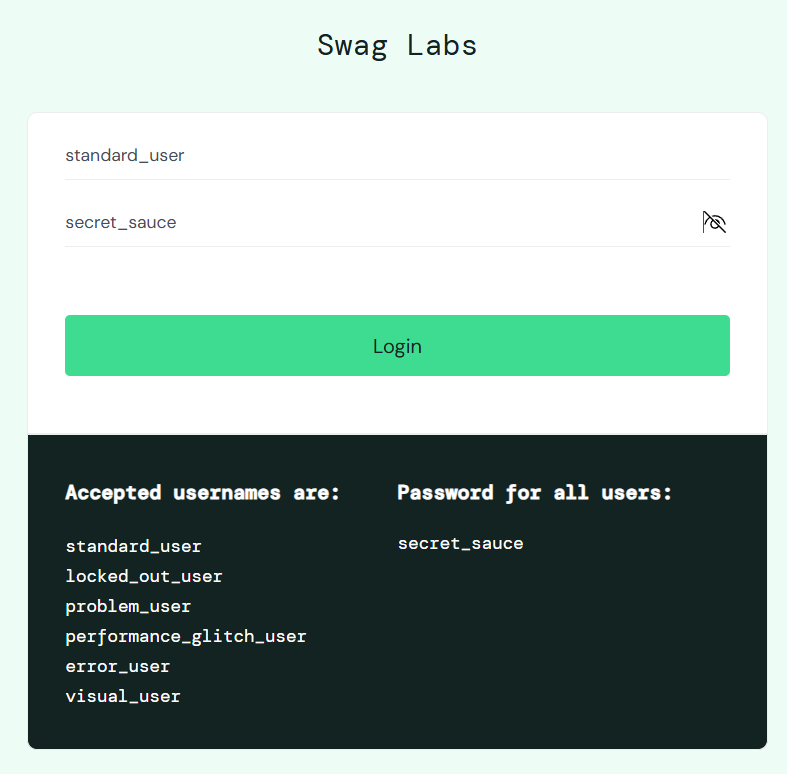 Swag Labs
standard_user
secret_sauce
Login
Accepted usernames are:
standard_user
locked_out_user
problem_user
performance_glitch_user
error_user
visual_user
Password for all users:
secret_sauce